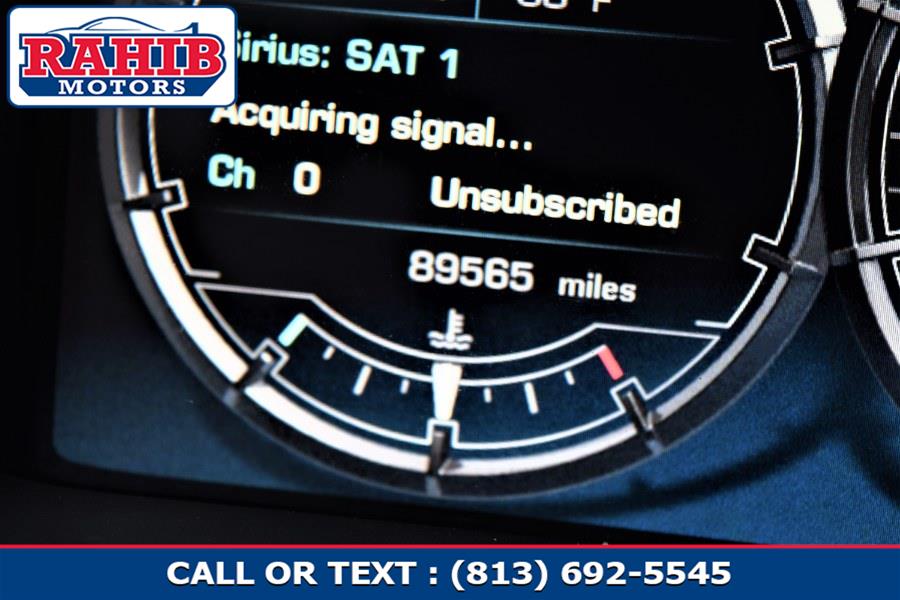 RAHIB
MOTORS
Sirius: SAT 1
Acquiring signal...
Ch 0 Unsubscribed
89565 miles
CALL OR TEXT : (813) 692-5545